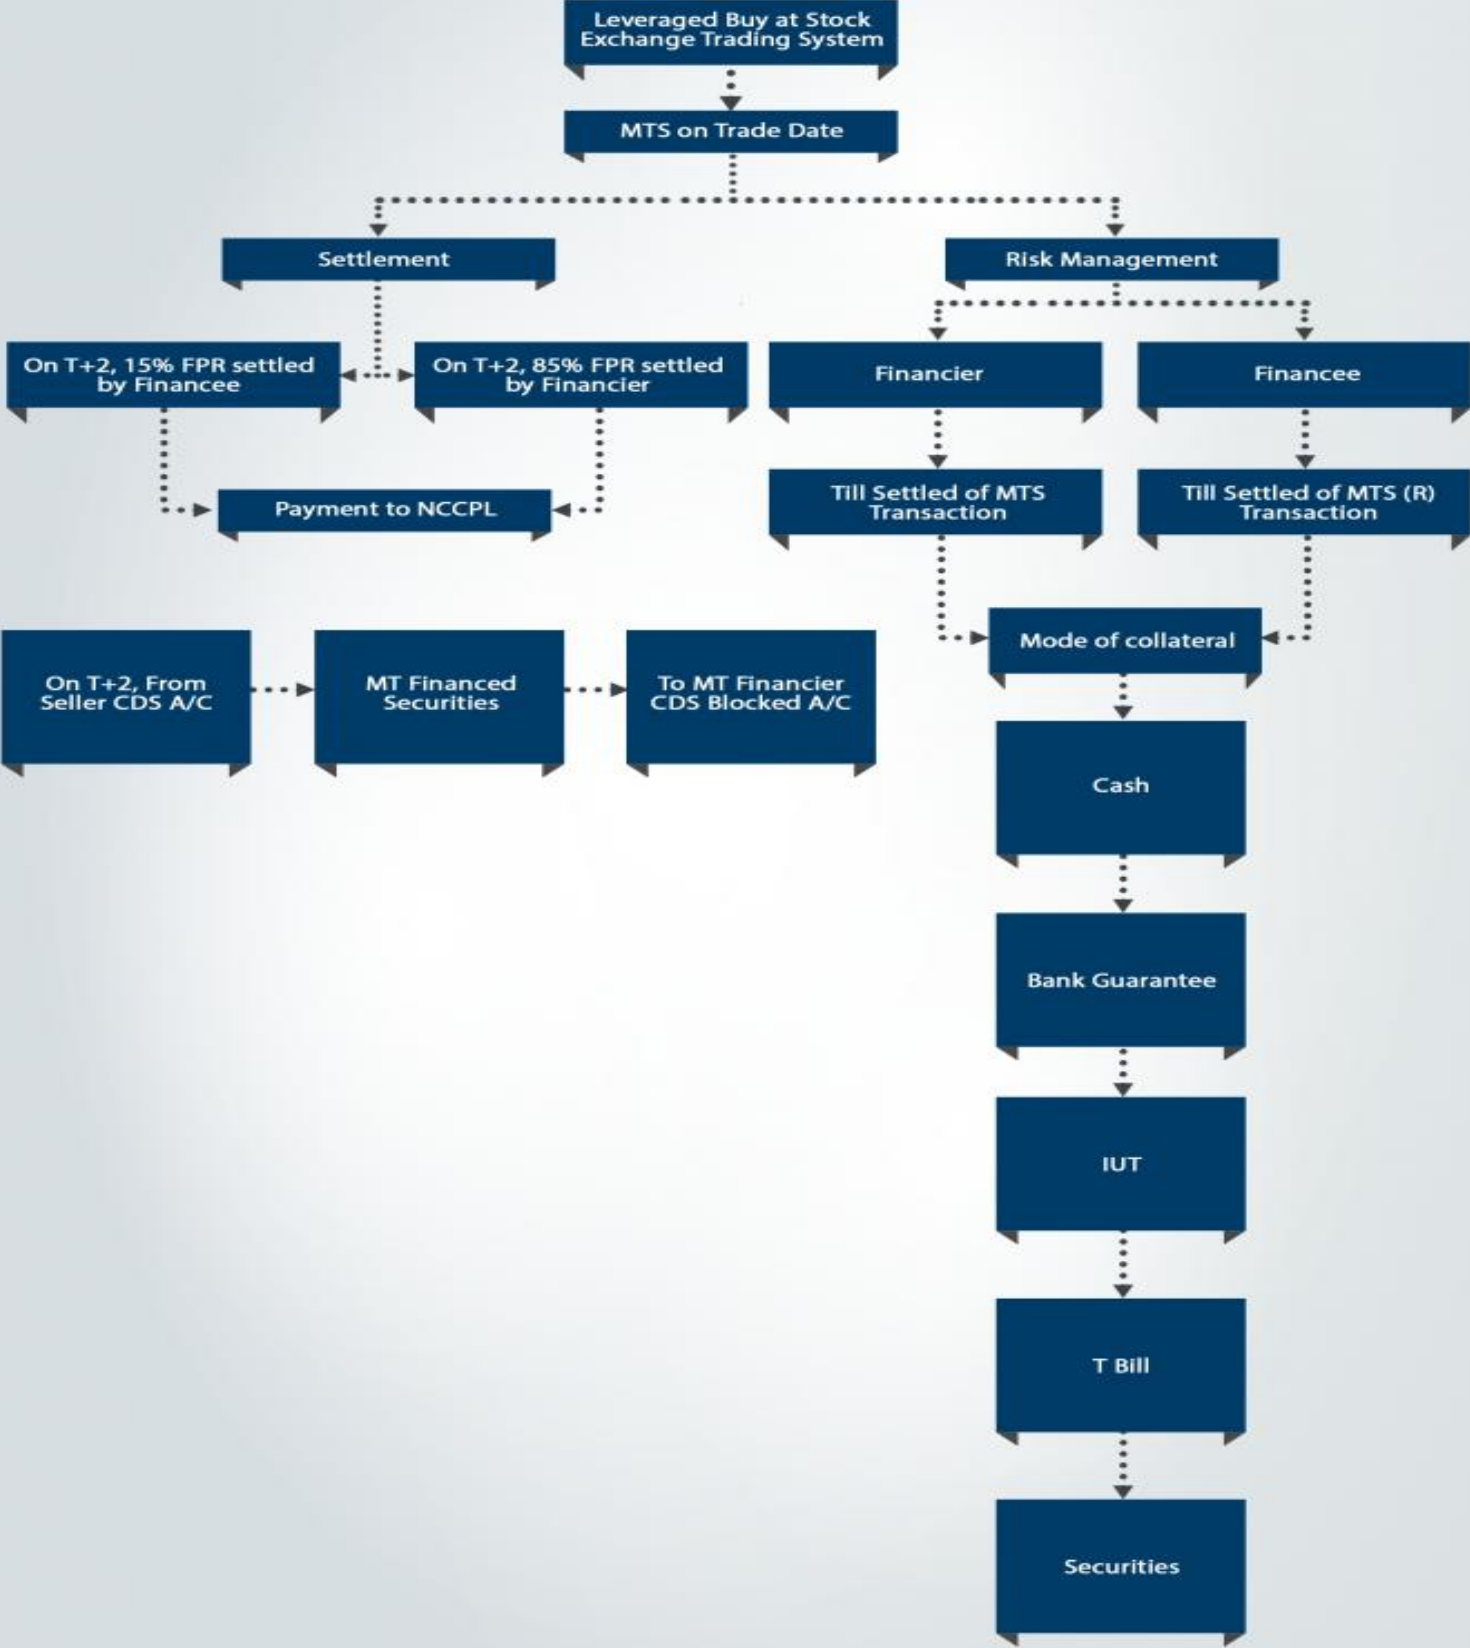 Leveraged Buy at Stock
Exchange Trading System
MTS on Trade Date
Settlement
Risk Management
On T+2, 15% FPR settled
by Financee
On T+2, 85% FPR settled
by Financier
Financier
Financee
Payment to NCCPL
Till Settled of MTS
Transaction
Till Settled of MTS (R)
Transaction
Mode of collateral
On T+2, From
Seller CDS A/C
MT Financed
Securities
To MT Financier
CDS Blocked A/C
Cash
Bank Guarantee
IUT
T Bill
Securities